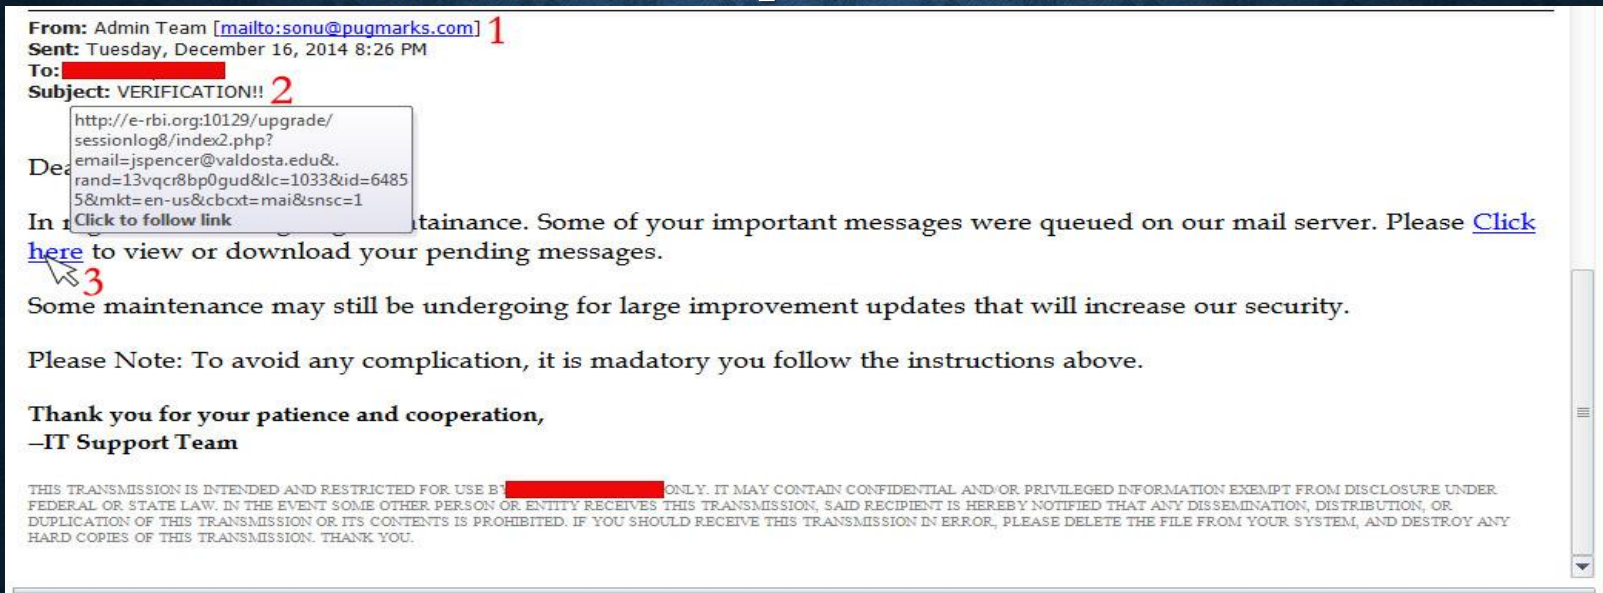 From: Admin Team [mailto:sonu@pugmarks.com] 1
Sent: Tuesday, December 16, 2014 8:26 PM
To:
Subject: VERIFICATION!! 2
http://e-rbi.org:10129/upgrade/
sessionlog8/index2.php?
email=jspencer@valdosta.edu&.
rand=13vqcr8bp0gud&lc=1033&id=6485
5&mkt=en-us&cbcxt=mai&snsc=1
Click to follow link
In tainance. Some of your important messages were queued on our mail server. Please Click
here to view or download your pending messages.
3
Some maintenance may still be undergoing for large improvement updates that will increase our security.
Please Note: To avoid any complication, it is madatory you follow the instructions above.
Thank you for your patience and cooperation,
–IT Support Team
THIS TRANSMISSION IS INTENDED AND RESTRICTED FOR USE BY ONLY. IT MAY CONTAIN CONFIDENTIAL AND/OR PRIVILEGED INFORMATION EXEMPT FROM DISCLOSURE UNDER
FEDERAL OR STATE LAW. IN THE EVENT SOME OTHER PERSON OR ENTITY RECEIVES THIS TRANSMISSION, SAID RECIPIENT IS HEREBY NOTIFIED THAT ANY DISSEMINATION, DISTRIBUTION, OR
DUPLICATION OF THIS TRANSMISSION OR ITS CONTENTS IS PROHIBITED. IF YOU SHOULD RECEIVE THIS TRANSMISSION IN ERROR, PLEASE DELETE THE FILE FROM YOUR SYSTEM, AND DESTROY ANY
HARD COPIES OF THIS TRANSMISSION. THANK YOU.